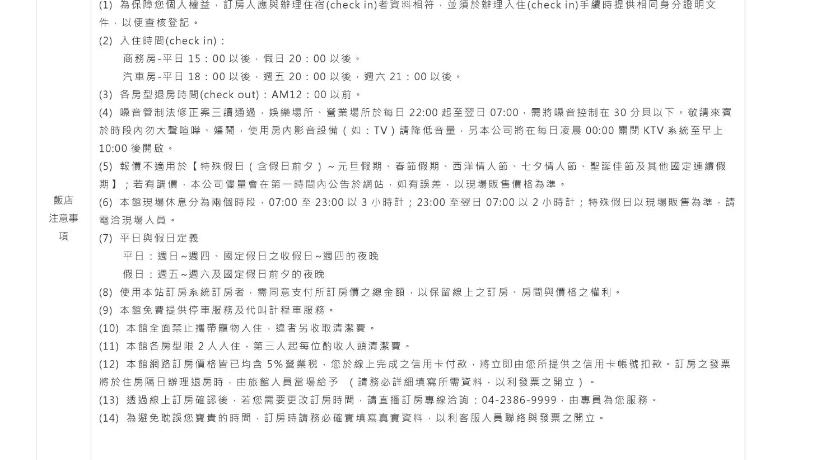 (1) 為保障您個人權益，訂房人應與辦理住宿(check in)者資料相符，並須於辦理入住(check in)手續時提供相同身分證明文
件，以便查核登記。
(2) 入住時間(check in)：
商務房-平日 15：00 以後，假日 20：00 以後。
汽車房-平日 18：00 以後，週五 20：00 以後，週六 21：00 以後。
(3) 各房型退房時間(check out)：AM12：00 以前。
(4) 噪音管制法修正案三讀通過，娛樂場所、營業場所於每日 22:00 起至翌日 07:00，需將噪音控制在 30 分貝以下。敬請來賓
於時段內勿大聲喧嘩、嬉鬧，使用房內影音設備（如：TV）請降低音量，另本公司將在每日凌晨 00:00 關閉 KTV 系統至早上
10:00 後開啟。
(5) 報價不適用於【特殊假日（含假日前夕）~元旦假期、春節假期、西洋情人節、七夕情人節、聖誕佳節及其他國定連續假
期】；若有調價，本公司儘量會在第一時間內公告於網站，如有誤差，以現場販售價格為準。
(6) 本館現場休息分為兩個時段，07:00 至 23:00 以 3 小時計；23:00 至翌日 07:00 以 2 小時計；特殊假日以現場販售為準，請
電洽現場人員。
飯店
注意事
項
(7) 平日與假日定義
平日：週日~週四、國定假日之收假日~週四的夜晚
假日：週五~週六及國定假日前夕的夜晚
(8) 使用本站訂房系統訂房者，需同意支付所訂房價之總金額，以保留線上之訂房、房間與價格之權利。
(9) 本館免費提供停車服務及代叫計程車服務。
(10) 本館全面禁止攜帶寵物入住，違者另收取清潔費。
(11) 本館各房型限 2 人入住，第三人起每位酌收人頭清潔費。
(12) 本館網路訂房價格皆已均含 5%營業稅，您於線上完成之信用卡付款，將立即由您所提供之信用卡帳號扣款。訂房之發票
將於住房隔日辦理退房時，由旅館人員當場給予 （請務必詳細填寫所需資料，以利發票之開立）。
(13) 透過線上訂房確認後，若您需要更改訂房時間，請直播訂房專線洽詢：04-2386-9999，由專員為您服務。
(14) 為避免耽誤您寶貴的時間，訂房時請務必確實填寫真實資料，以利客服人員聯絡與發票之開立。